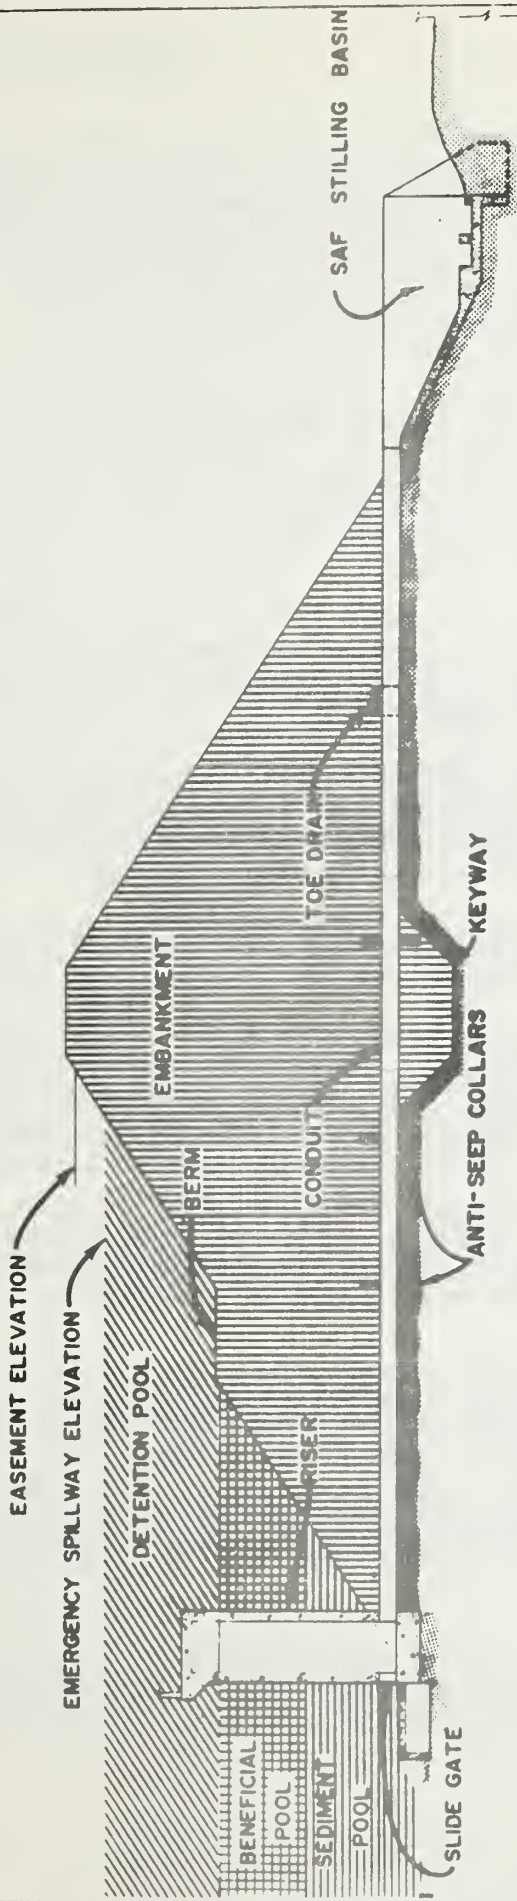 EASEMENT ELEVATION
EMERGENCY SPILLWAY ELEVATION
DETENTION POOL
BENEFICIAL
POOL
SEDIMENT
POOL
SLIDE GATE
RISER
BERM
EMBANKMENT
CONDUIT
TOE DRAIN
ANTI-SEEP COLLARS
KEYWAY
SAF STILLING BASIN